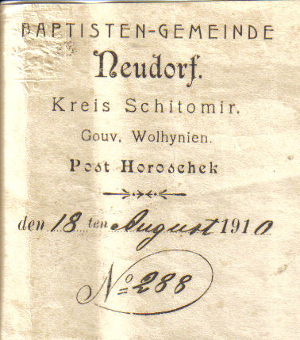 BAPTISTEN-GEMEINDE
Neudorf.
Kreis Schitomir.
Gouv. Wolhynien.
Post Horoschek
den 18 ten August 1910
No 288